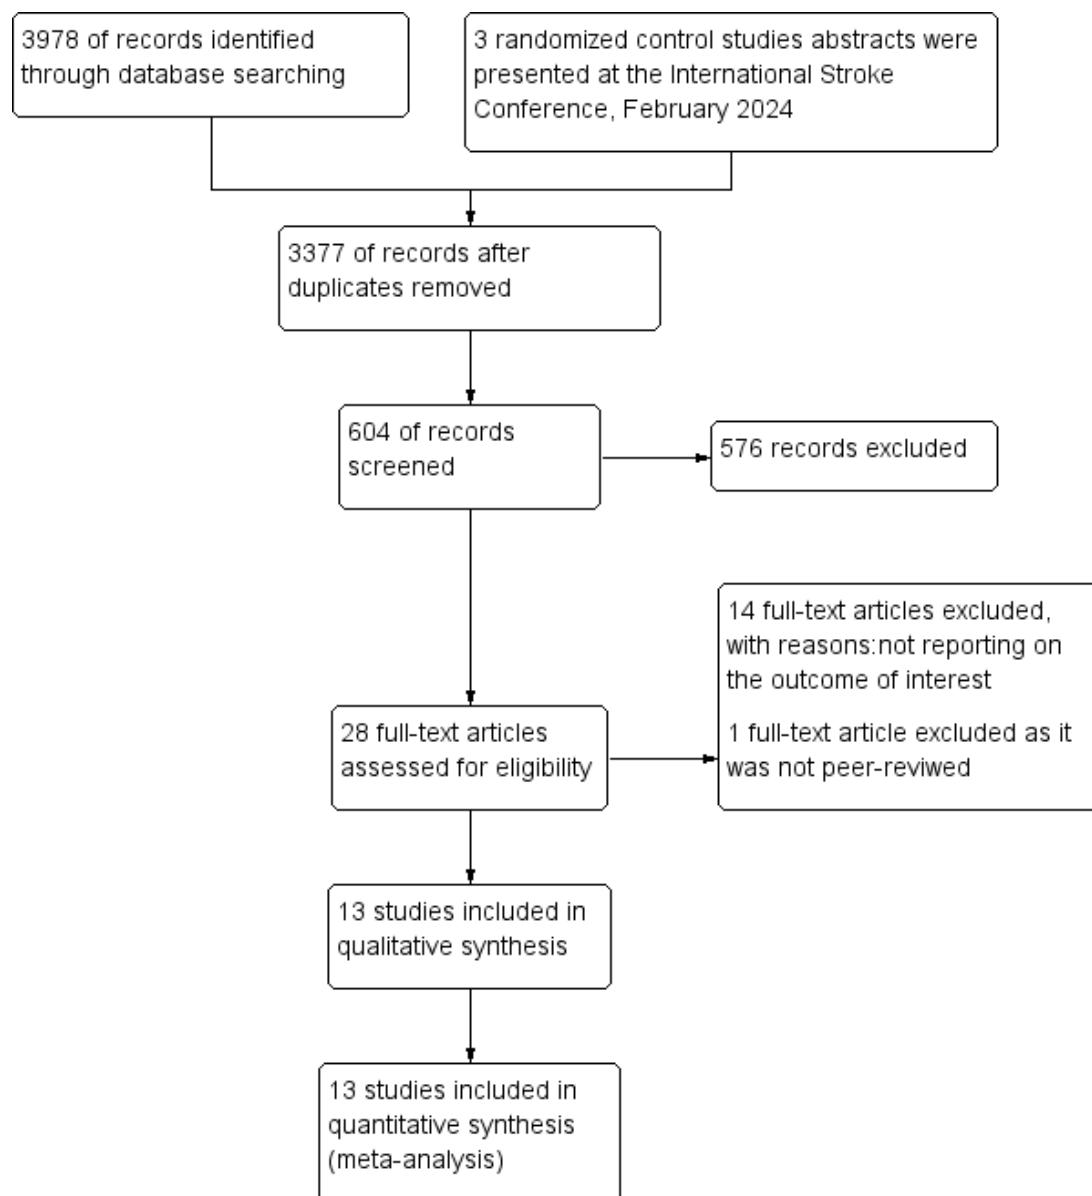 3978 of records identified
through database searching
3 randomized control studies abstracts were
presented at the International Stroke
Conference, February 2024
3377 of records after
duplicates removed
604 of records
screened
576 records excluded
14 full-text articles excluded,
with reasons:not reporting on
the outcome of interest
1 full-text article excluded as it
was not peer-reviwed
28 full-text articles
assessed for eligibility
13 studies included in
qualitative synthesis
13 studies included in
quantitative synthesis
(meta-analysis)